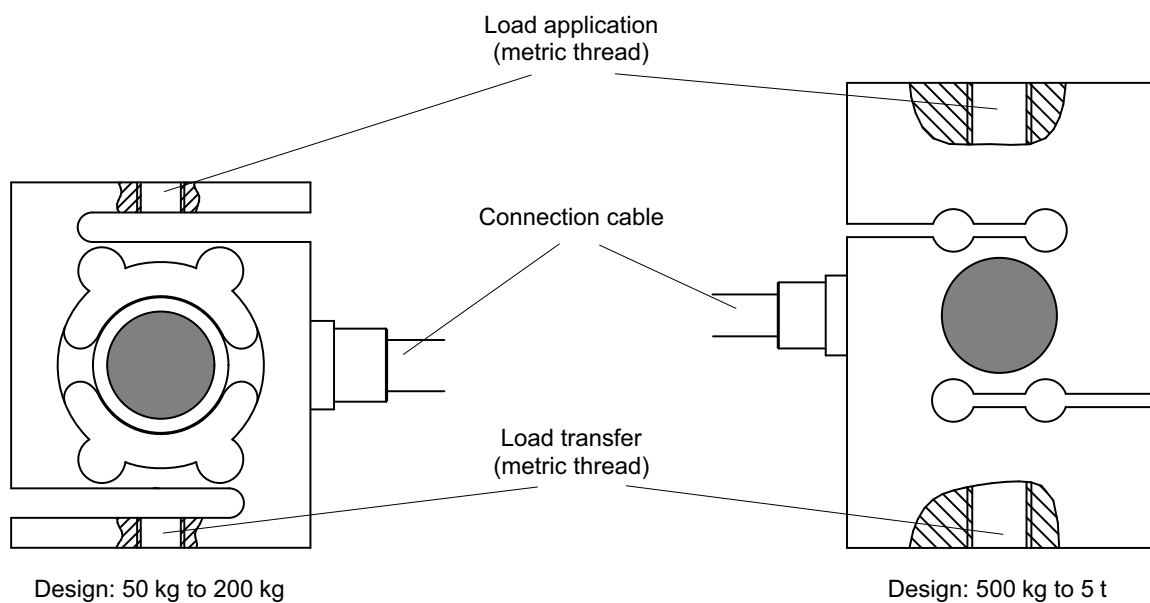 Load application
(metric thread)
Connection cable
Load transfer
(metric thread)
Design: 50 kg to 200 kg
Design: 500 kg to 5 t